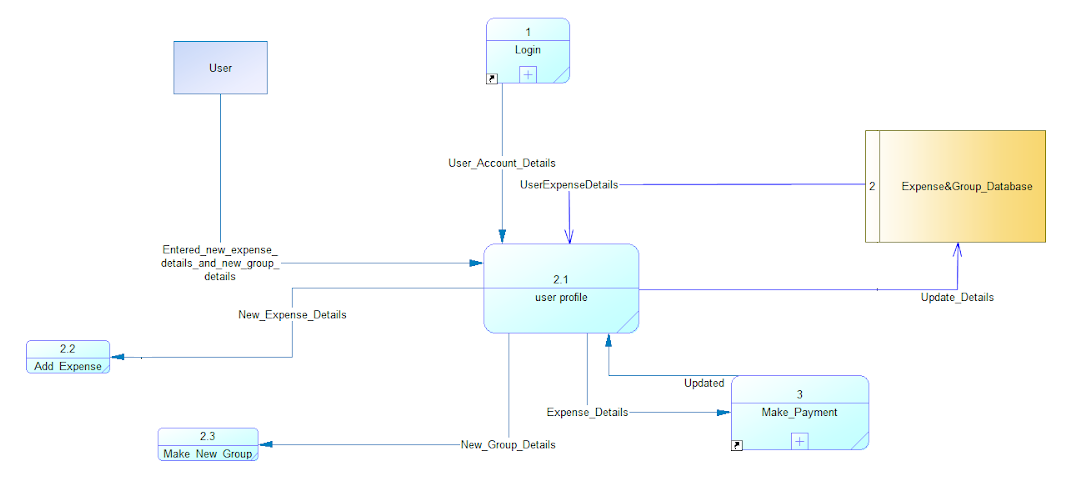 1
Login
User
User_Account_Details
UserExpenseDetails
2
Expense&Group_Database
Entered_new_expense_
details_and_new_group_
details
2.1
user profile
Update_Details
New_Expense_Details
2.2
Add_Expense
Updated
3
Make_Payment
Expense_Details
2.3
Make_New_Group
New_Group_Details